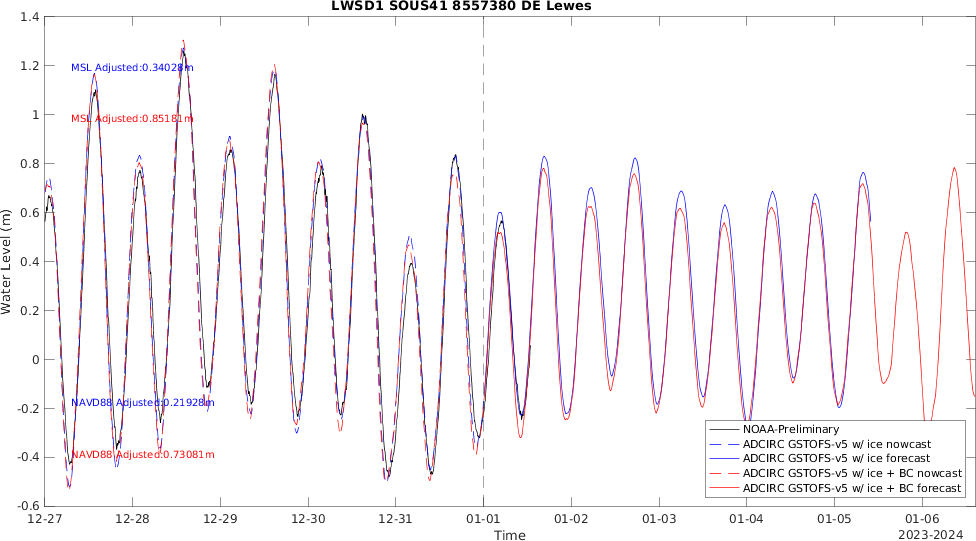 LWSD1 SOUS41 8557380 DE Lewes
1.4
1.2
1
0.8
0.6
0.4
0.2
0
-0.2
-0.4
-0.6
Water Level (m)
MSL Adjusted:0.34028m
MSL Adjusted:0.85181m
NAVD88 Adjusted:0.21928m
NAVD88 Adjusted:0.73081m
NOAA-Preliminary
ADCIRC GSTOFS-v5 w/ ice nowcast
ADCIRC GSTOFS-v5 w/ ice forecast
ADCIRC GSTOFS-v5 w/ ice + BC nowcast
ADCIRC GSTOFS-v5 w/ ice + BC forecast
12-27 12-28 12-29 12-30 12-31 01-01 01-02 01-03 01-04 01-05 01-06
Time
2023-2024